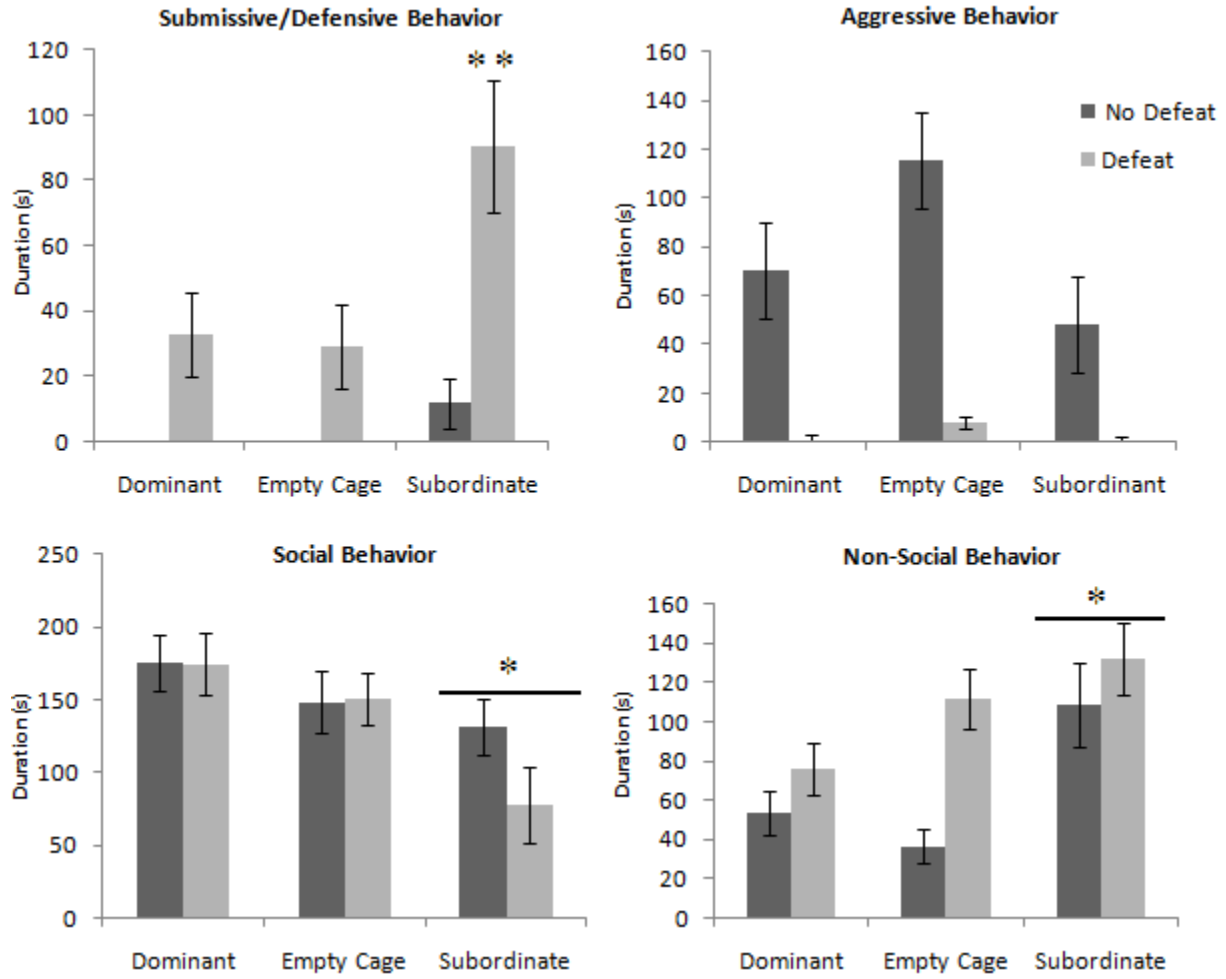 Submissive/Defensive Behavior
120
100
80
60
40
20
0
Duration(s)
**
Dominant Empty Cage Subordinate
Aggressive Behavior
160
140
120
100
80
60
40
20
0
Duration(s)
No Defeat
Defeat
Dominant Empty Cage Subordinant
Social Behavior
250
200
150
100
50
0
Duration(s)
*
Dominant Empty Cage Subordinate
Non-Social Behavior
160
140
120
100
80
60
40
20
0
Duration(s)
*
Dominant Empty Cage Subordinate